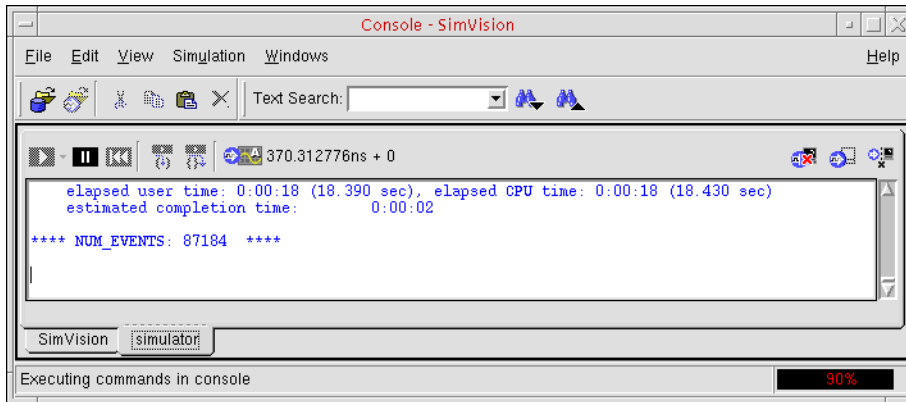 Console - SimVision
File Edit View Simulation Windows Help
Text Search:
370.312776ns + 0
elapsed user time: 0:00:18 (18.390 sec), elapsed CPU time: 0:00:18 (18.430 sec)
estimated completion time: 0:00:02
**** NUM_EVENTS: 87184 ****
SimVision simulator
Executing commands in console 90%